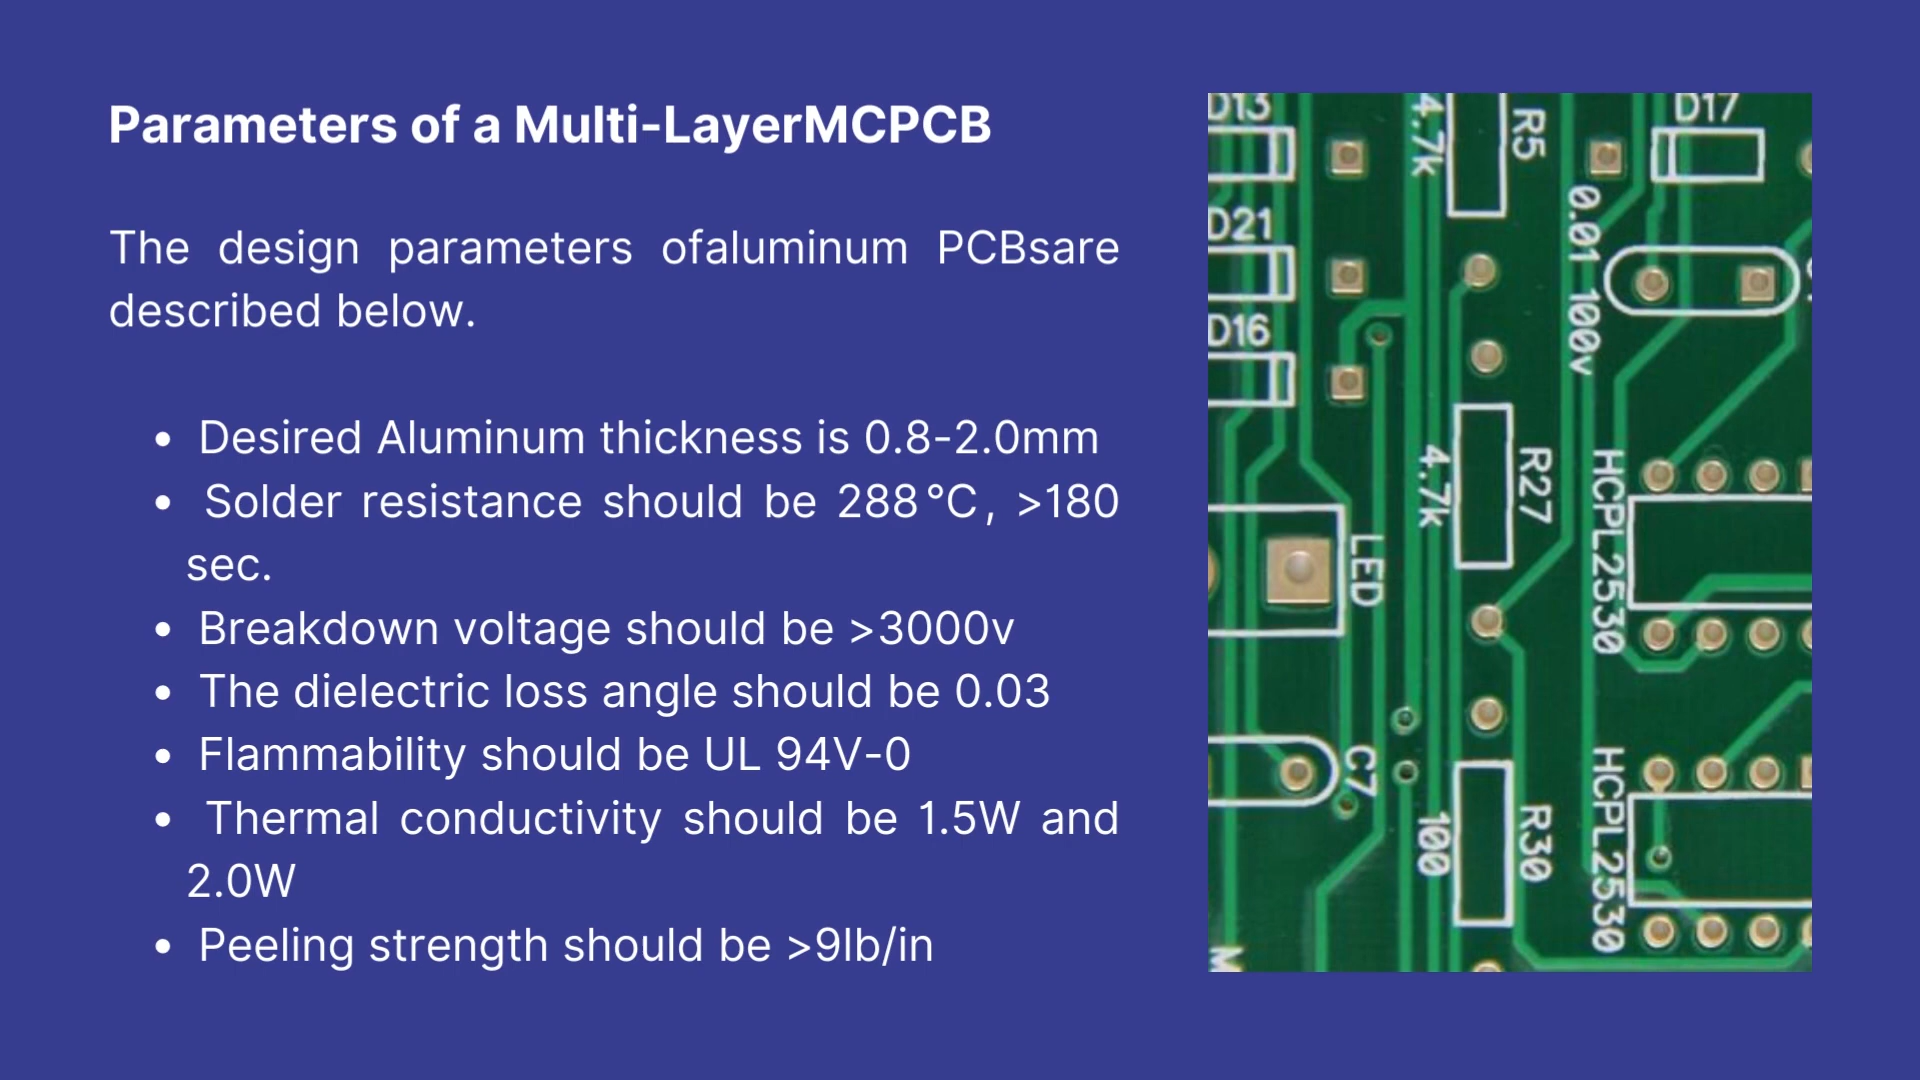 Parameters of a Multi-LayerMCPCB
The design parameters ofaluminum PCBsare
described below.
• Desired Aluminum thickness is 0.8-2.0mm
• Solder resistance should be 288°C, >180
sec.
• Breakdown voltage should be >3000v
• The dielectric loss angle should be 0.03
• Flammability should be UL 94V-0
• Thermal conductivity should be 1.5W and
2.0W
• Peeling strength should be >9lb/in
D13
4.7k
R5
D17
D21
0.01 100v
D16
4.7k
R27
HCPL2530
LED
C7
100
R30
HCPL2530
M